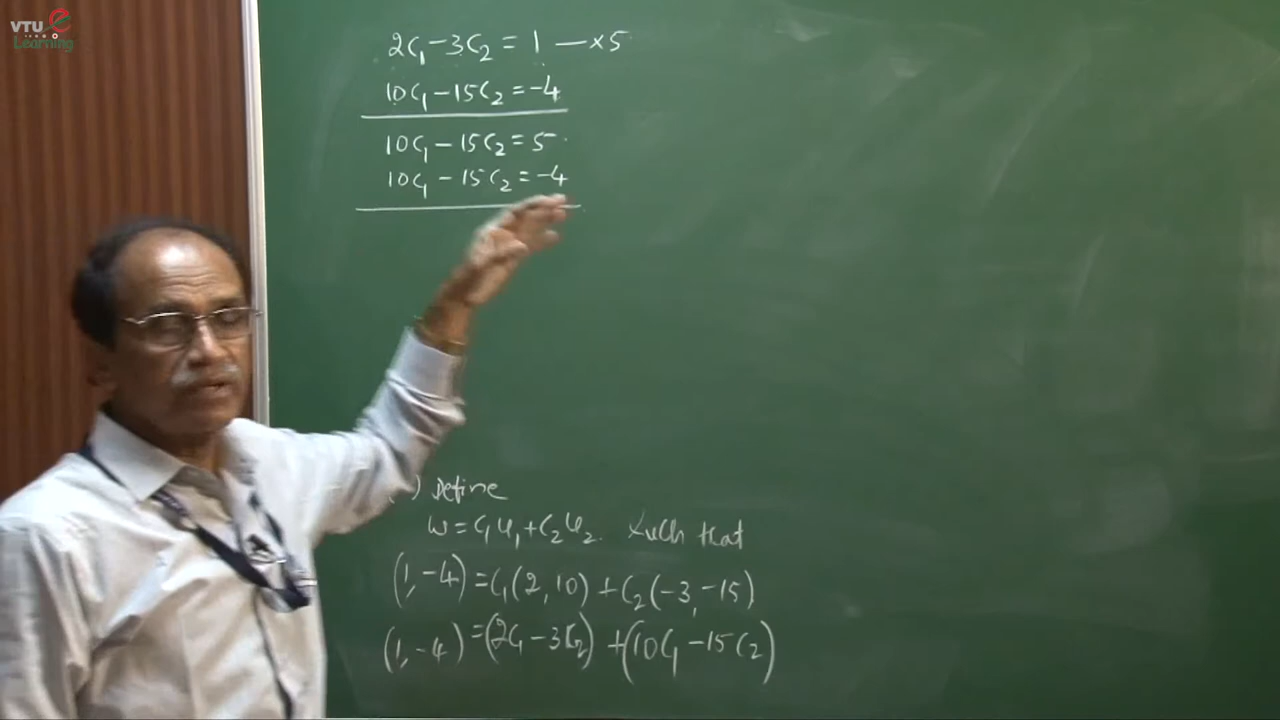 VTU e
Learning
2C₁ - 3C₂ = 1 — × 5
10C₁ - 15C₂ = -4
10C₁ - 15C₂ = 5
10C₁ - 15C₂ = -4
) Define
w = C₁u₁ + C₂u₂. Such that
(1, -4) = C₁(2, 10) + C₂(-3, -15)
(1, -4) = (2C₁ - 3C₂) + (10C₁ - 15C₂)